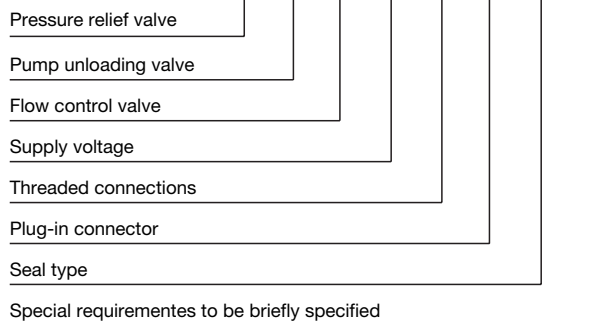 Pressure relief valve
Pump unloading valve
Flow control valve
Supply voltage
Threaded connections
Plug-in connector
Seal type
Special requirementes to be briefly specified